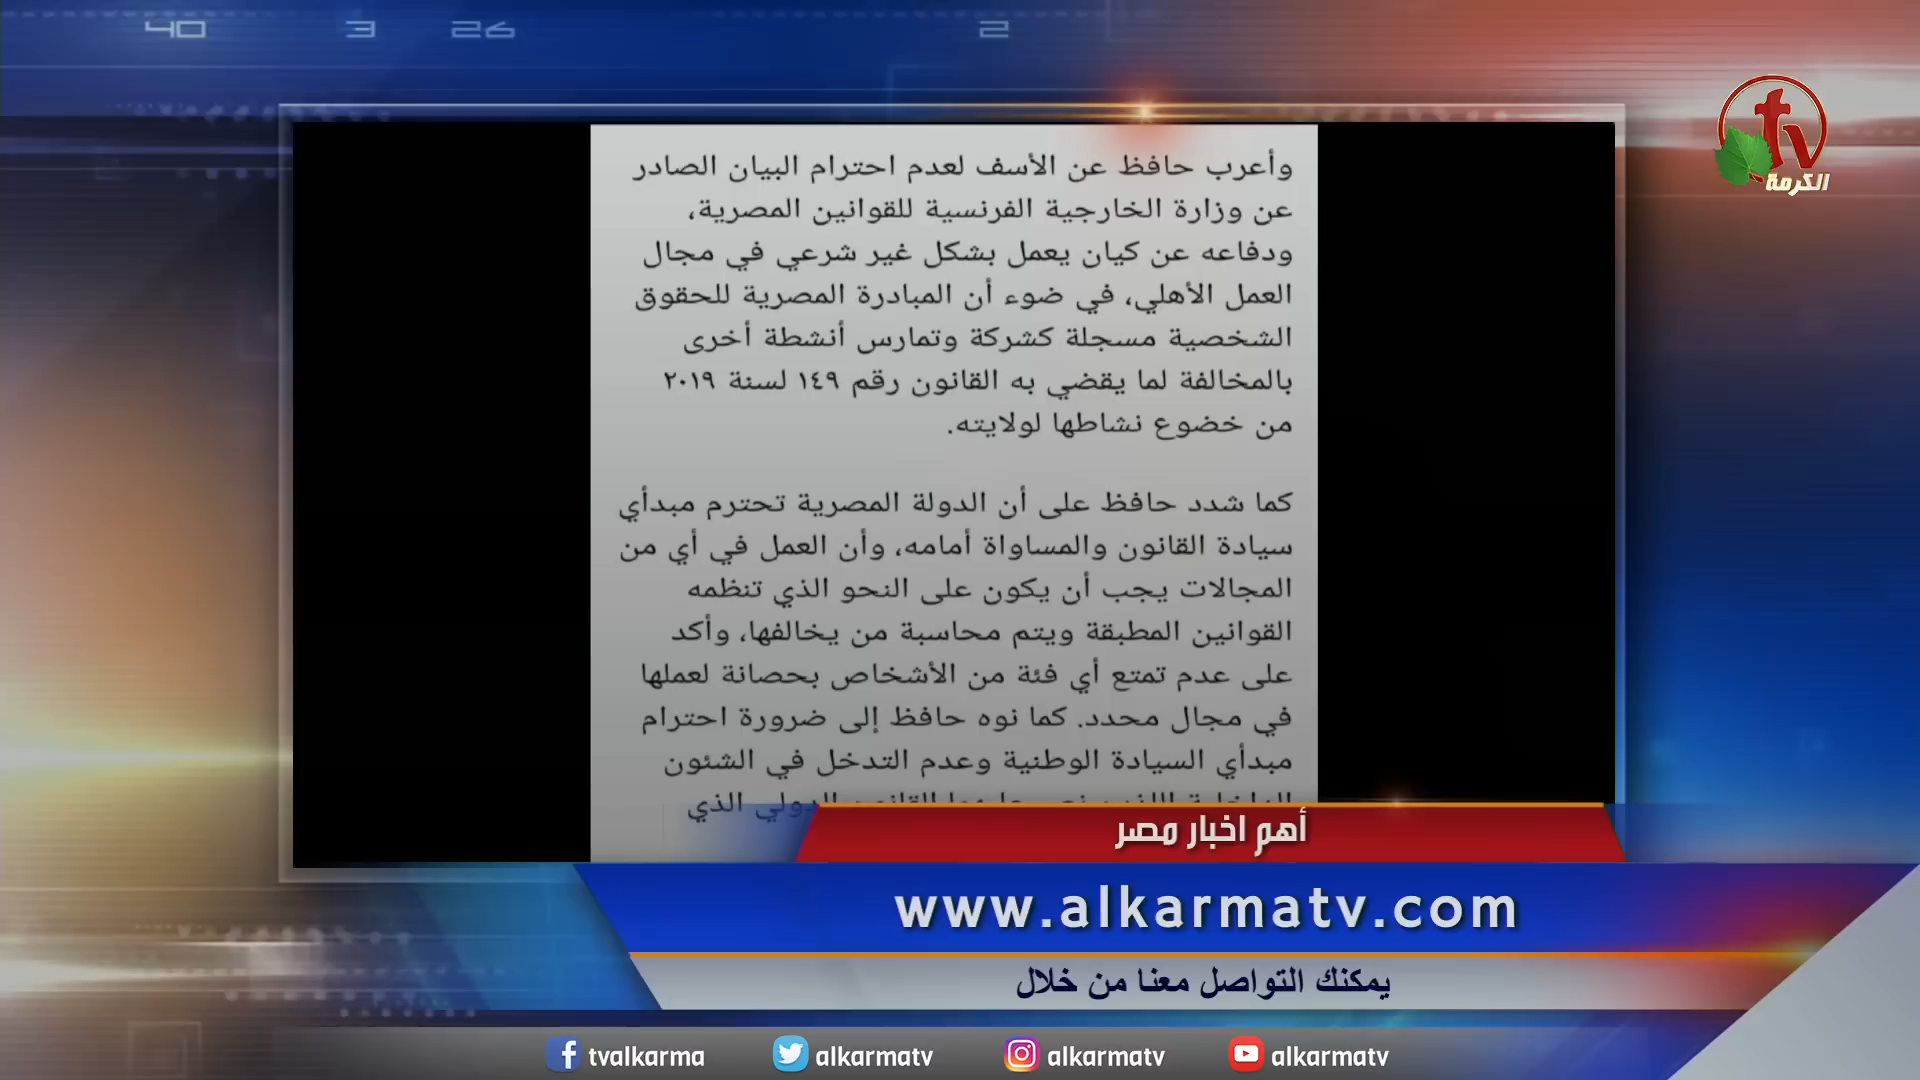 40 3 26 2
الكرمة
tv
وأعرب حافظ عن الأسف لعدم احترام البيان الصادر
عن وزارة الخارجية الفرنسية للقوانين المصرية،
ودفاعه عن كيان يعمل بشكل غير شرعي في مجال
العمل الأهلي، في ضوء أن المبادرة المصرية للحقوق
الشخصية مسجلة كشركة وتمارس أنشطة أخرى
بالمخالفة لما يقضي به القانون رقم ١٤٩ لسنة ٢٠١٩
من خضوع نشاطها لولايته.
كما شدد حافظ على أن الدولة المصرية تحترم مبدأي
سيادة القانون والمساواة أمامه، وأن العمل في أي من
المجالات يجب أن يكون على النحو الذي تنظمه
القوانين المطبقة ويتم محاسبة من يخالفها، وأكد
على عدم تمتع أي فئة من الأشخاص بحصانة لعملها
في مجال محدد. كما نوه حافظ إلى ضرورة احترام
مبدأي السيادة الوطنية وعدم التدخل في الشئون
الدولي الذي
أهم اخبار مصر
www.alkarmatv.com
يمكنك التواصل معنا من خلال
tvalkarma alkarmatv alkarmatv alkarmatv